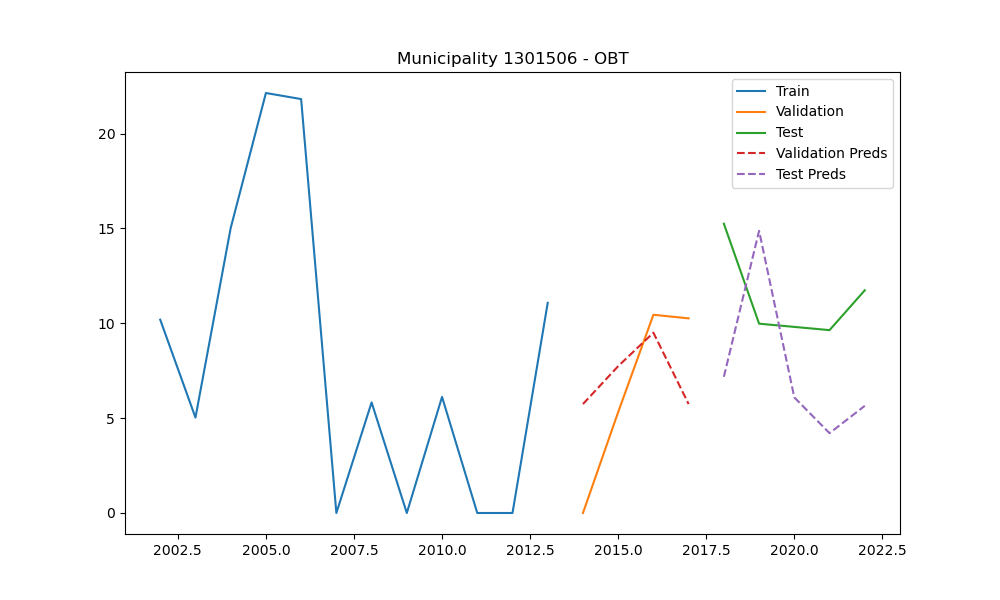 Municipality 1301506 - OBT
Train
Validation
Test
Validation Preds
Test Preds
20
15
10
5
0
2002.5 2005.0 2007.5 2010.0 2012.5 2015.0 2017.5 2020.0 2022.5